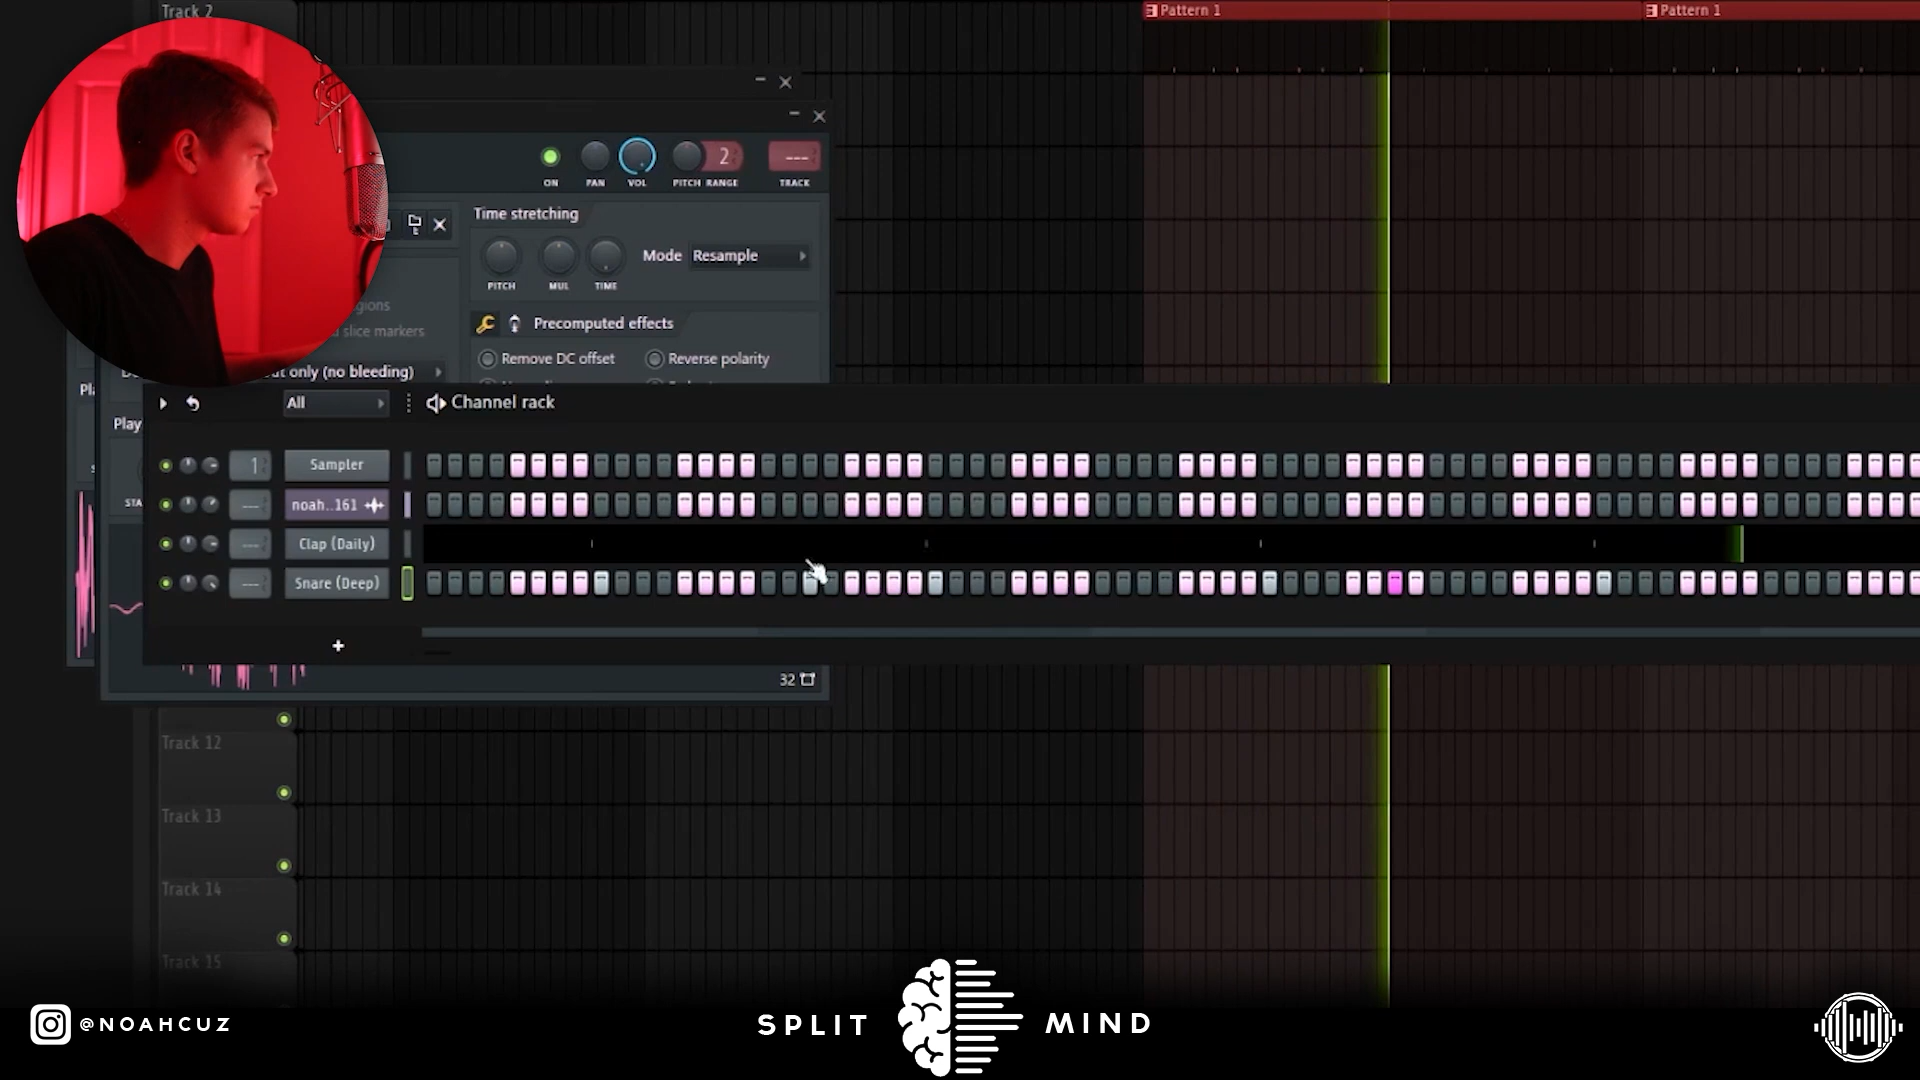 Track 2
Pattern 1
Pattern 1
ON
PAN
VOL
PITCH
RANGE
2
---
TRACK
Time stretching
PITCH
MUL
TIME
Mode
Resample
Precomputed effects
Remove DC offset
Reverse polarity
slice markers
only (no bleeding)
Play
All
Channel rack
1
Sampler
---
noah..161
---
Clap (Daily)
---
Snare (Deep)
+
32
Track 12
Track 13
Track 14
Track 15
@NOAHCUZ
SPLIT MIND